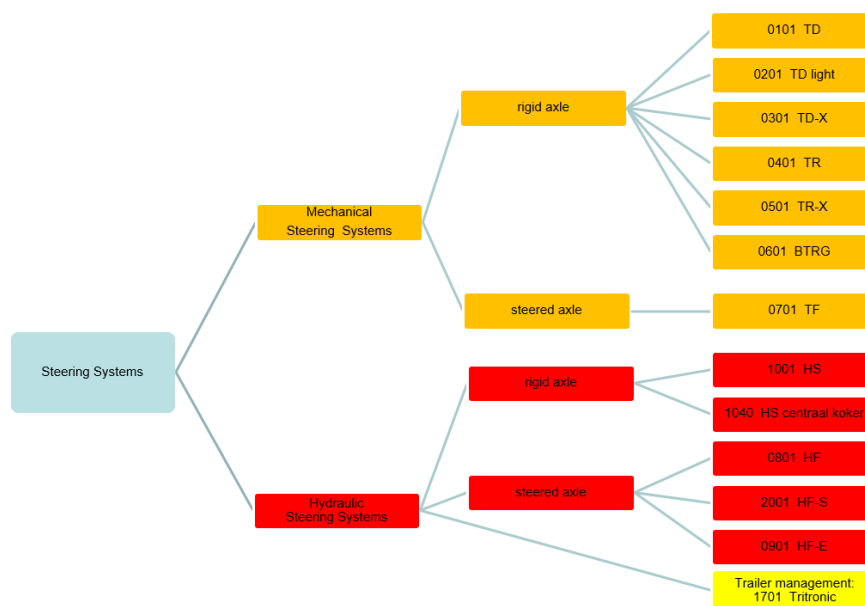 0101 TD
0201 TD light
rigid axle
0301 TD-X
0401 TR
0501 TR-X
Mechanical
Steering Systems
0601 BTRG
steered axle
0701 TF
Steering Systems
1001 HS
rigid axle
1040 HS centraal koker
0801 HF
steered axle
2001 HF-S
Hydraulic
Steering Systems
0901 HF-E
Trailer management:
1701 Tritronic